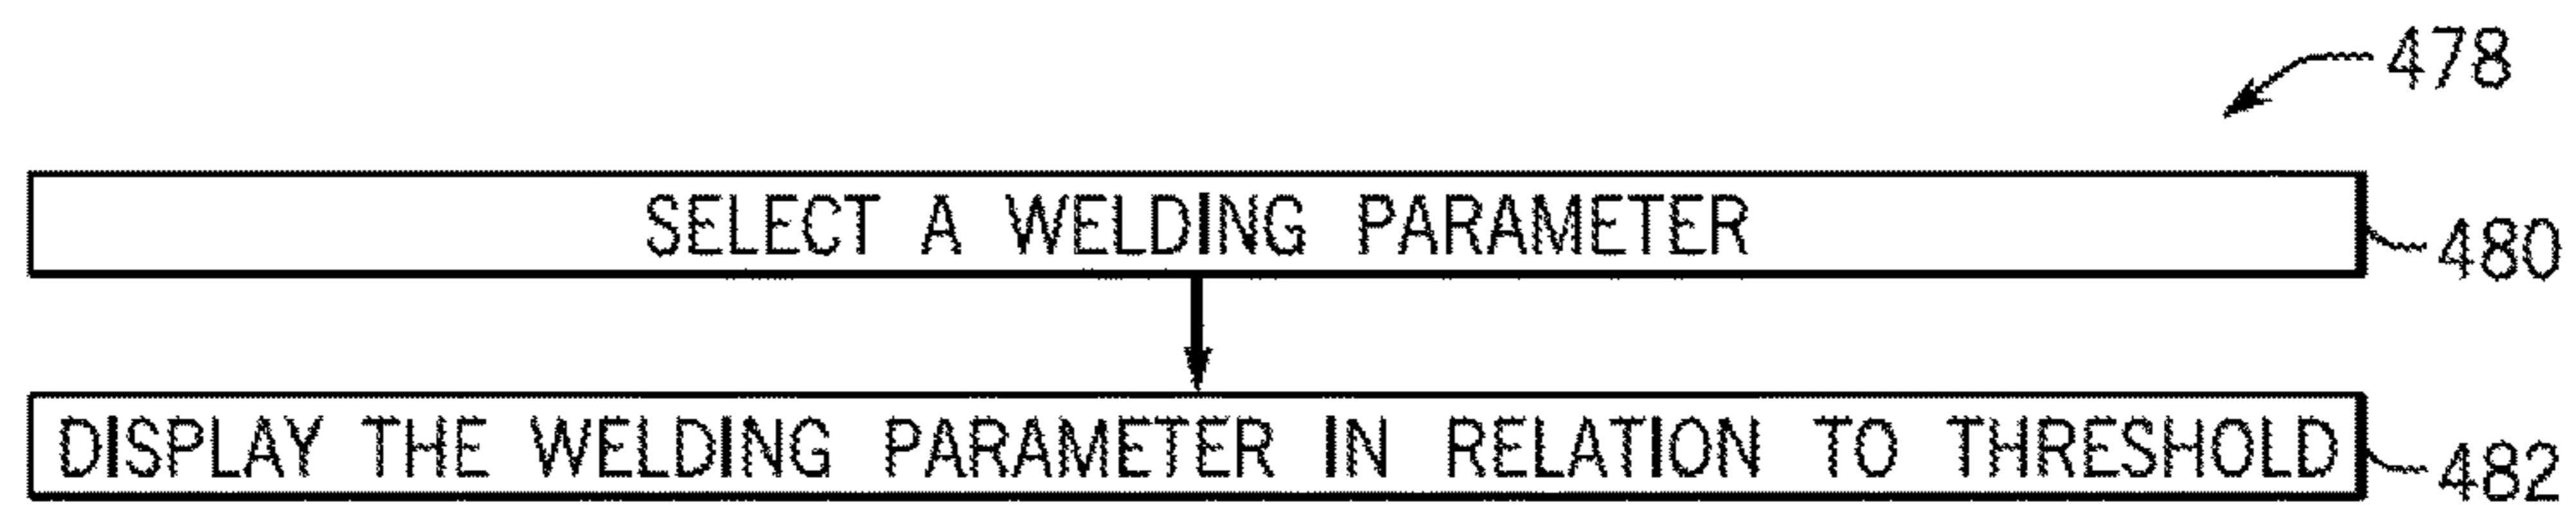 478
SELECT A WELDING PARAMETER
480
DISPLAY THE WELDING PARAMETER IN RELATION TO THRESHOLD
482